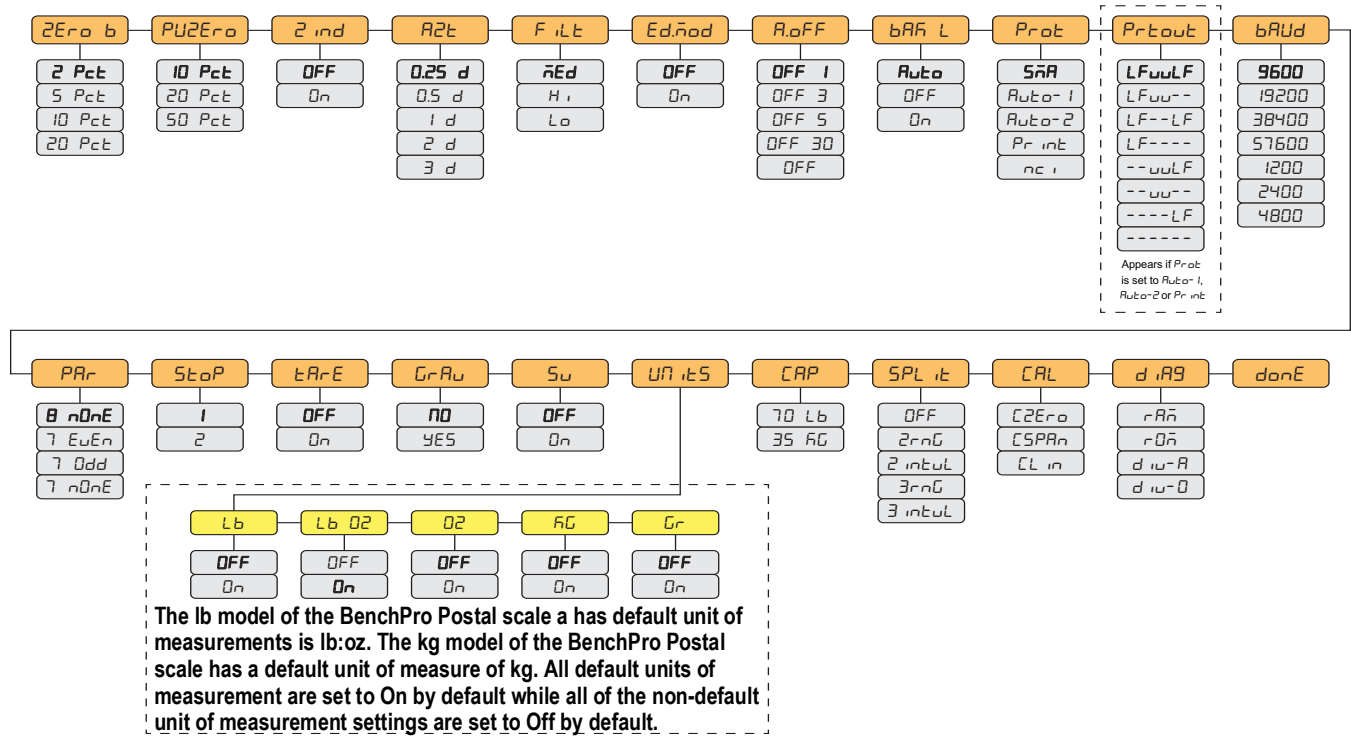 ZEro b PUZEro Z ind AZt FiLt Ed.mod A.oFF bAK L Prot Prtout bAUd
2 Pct 10 Pct OFF 0.25 d mEd OFF OFF 1 Auto SmA LFuuLF 9600
5 Pct 20 Pct On 0.5 d Hi On OFF 3 OFF Auto-1 LFuu-- 19200
10 Pct 50 Pct 1 d Lo OFF 5 On Auto-2 LF--LF 38400
20 Pct 2 d OFF 30 Print LF---- 57600
3 d OFF nci --uuLF 1200
--uu-- 2400
----LF 4800
------
Appears if Prot
is set to Auto-1,
Auto-2 or Print
PAr StoP tArE GrAv Sv UNitS CAP SPLit CAL diAg donE
8 nOnE 1 OFF NO OFF 70 Lb OFF CZEro rAm
7 EvEn 2 On YES On 35 KG 2rnG CSPAn rOm
7 Odd 2 intvL CLin div-A
7 nOnE 3rnG div-O
3 intvL
Lb Lb OZ OZ KG Gr
OFF OFF OFF OFF OFF
On On On On On
The lb model of the BenchPro Postal scale a has default unit of
measurements is lb:oz. The kg model of the BenchPro Postal
scale has a default unit of measure of kg. All default units of
measurement are set to On by default while all of the non-default
unit of measurement settings are set to Off by default.